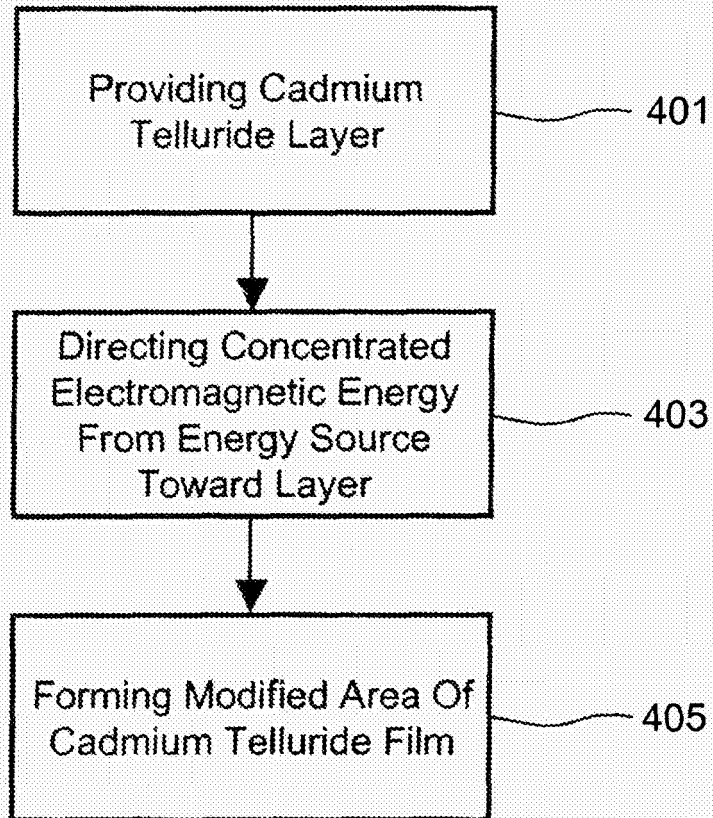 Providing Cadmium
Telluride Layer
401
Directing Concentrated
Electromagnetic Energy
From Energy Source
Toward Layer
403
Forming Modified Area Of
Cadmium Telluride Film
405